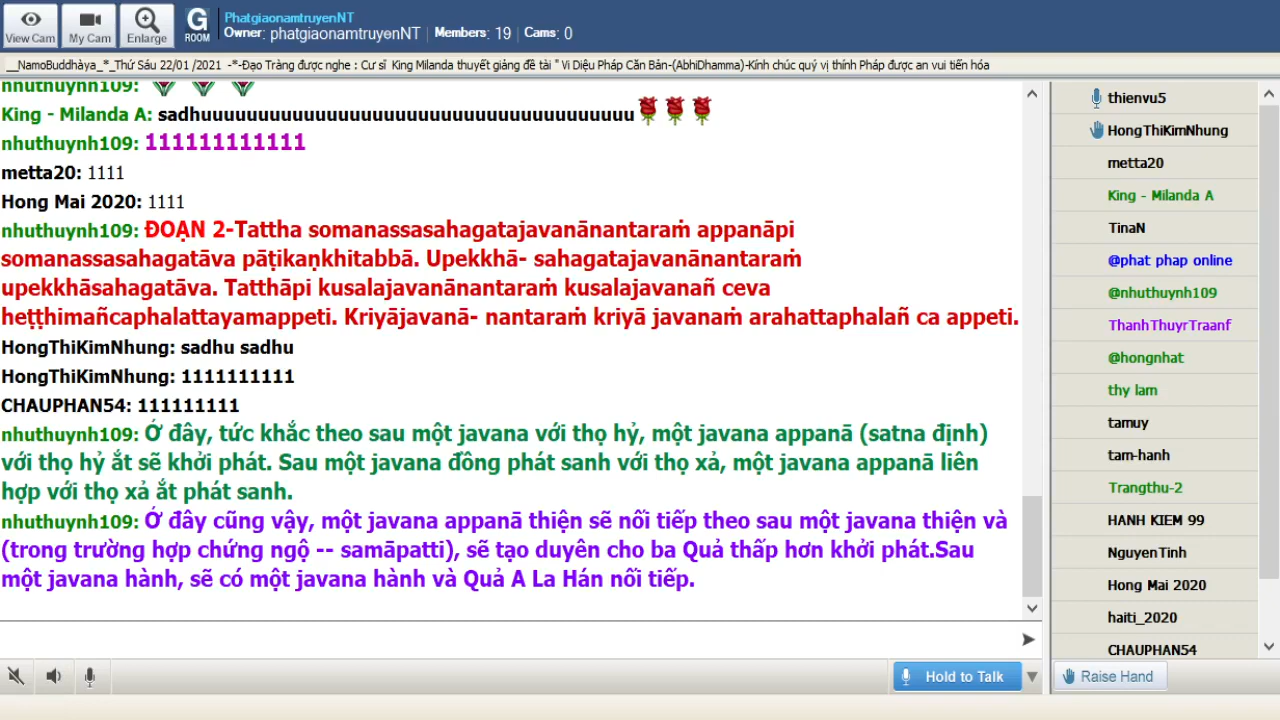 View Cam
My Cam
Enlarge
G
ROOM
PhatgiaonamtruyenNT
Owner: phatgiaonamtruyenNT | Members: 19 | Cams: 0
__NamoBuddhàya_*_Thứ Sáu 22/01 /2021 -*-Đạo Tràng được nghe : Cư sĩ King Milanda thuyết giảng đề tài " Vi Diệu Pháp Căn Bản-(AbhiDhamma)-Kính chúc quý vị thính Pháp được an vui tiến hóa
nhuthuynh109:
King - Milanda A: sadhuuuuuuuuuuuuuuuuuuuuuuuuuuuuuuuuuuuuuuu
nhuthuynh109: 111111111111
metta20: 1111
Hong Mai 2020: 1111
nhuthuynh109: ĐOẠN 2-Tattha somanassasahagatajavanānantaraṁ appanāpi
somanassasahagatāva pāṭikaṇkhitabbā. Upekkhā- sahagatajavanānantaraṁ
upekkhāsahagatāva. Tatthāpi kusalajavanānantaraṁ kusalajavanañ ceva
heṭṭhimañcaphalattayamappeti. Kriyājavanā- nantaraṁ kriyā javanaṁ arahattaphalañ ca appeti.
HongThiKimNhung: sadhu sadhu
HongThiKimNhung: 1111111111
CHAUPHAN54: 111111111
nhuthuynh109: Ở đây, tức khắc theo sau một javana với thọ hỷ, một javana appanā (satna định)
với thọ hỷ ắt sẽ khởi phát. Sau một javana đồng phát sanh với thọ xả, một javana appanā liên
hợp với thọ xả ắt phát sanh.
nhuthuynh109: Ở đây cũng vậy, một javana appanā thiện sẽ nối tiếp theo sau một javana thiện và
(trong trường hợp chứng ngộ -- samāpatti), sẽ tạo duyên cho ba Quả thấp hơn khởi phát.Sau
một javana hành, sẽ có một javana hành và Quả A La Hán nối tiếp.
Hold to Talk
thienvu5
HongThiKimNhung
metta20
King - Milanda A
TinaN
@phat phap online
@nhuthuynh109
ThanhThuyrTraanf
@hongnhat
thy lam
tamuy
tam-hanh
Trangthu-2
HANH KIEM 99
NguyenTinh
Hong Mai 2020
haiti_2020
CHAUPHAN54
Raise Hand